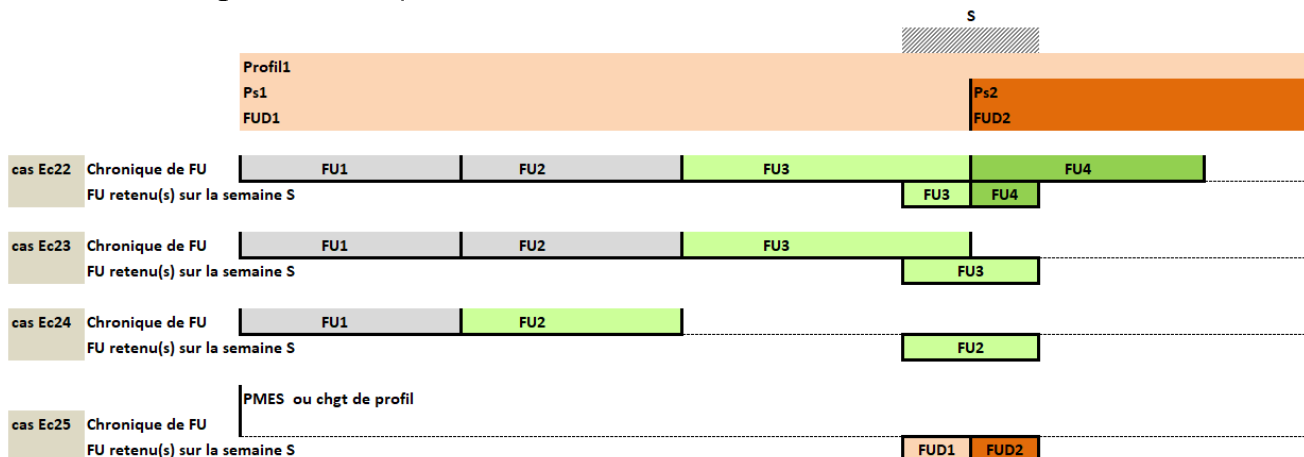 S
Profil1
Ps1 Ps2
FUD1 FUD2
cas Ec22 Chronique de FU FU1 FU2 FU3 FU4
FU retenu(s) sur la semaine S FU3 FU4
cas Ec23 Chronique de FU FU1 FU2 FU3
FU retenu(s) sur la semaine S FU3
cas Ec24 Chronique de FU FU1 FU2
FU retenu(s) sur la semaine S FU2
PMES ou chgt de profil
cas Ec25 Chronique de FU
FU retenu(s) sur la semaine S FUD1 FUD2